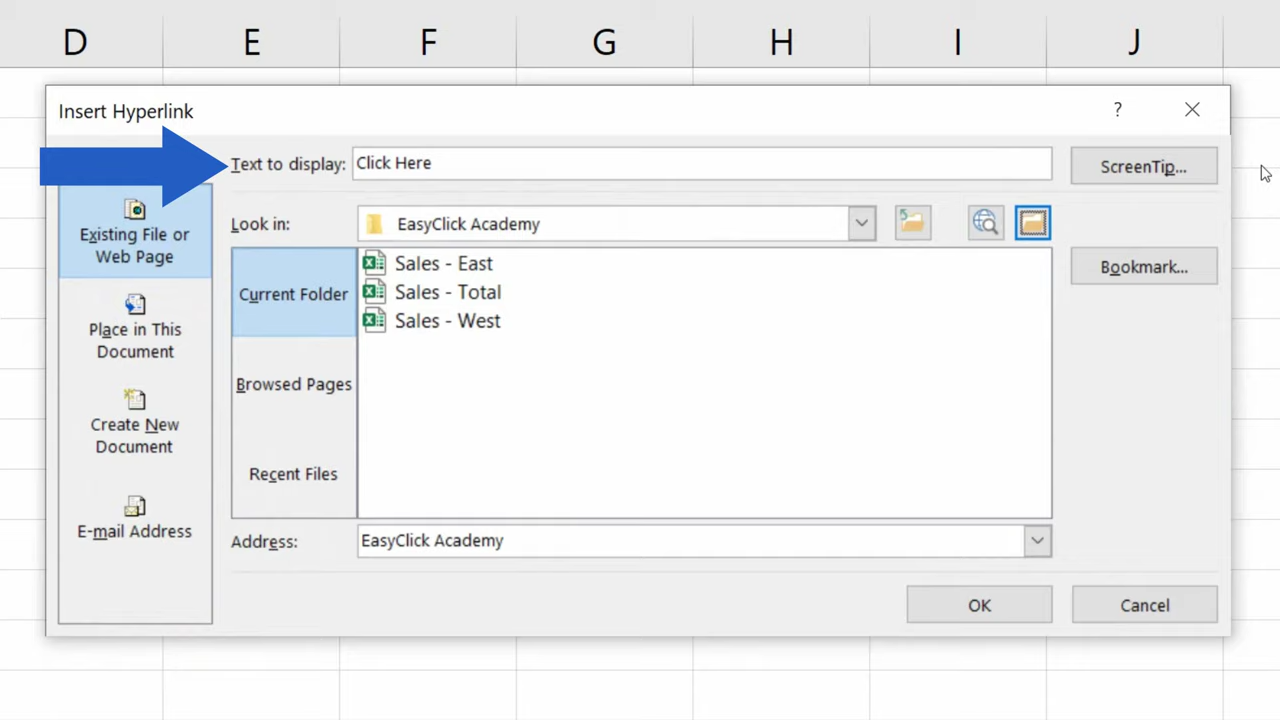 D E F G H I J
Insert Hyperlink ?
Text to display: Click Here ScreenTip...
Existing File or
Web Page
Place in This
Document
Create New
Document
E-mail Address
Look in: EasyClick Academy
Current Folder
Browsed Pages
Recent Files
Sales - East
Sales - Total
Sales - West
Bookmark...
Address: EasyClick Academy
OK Cancel